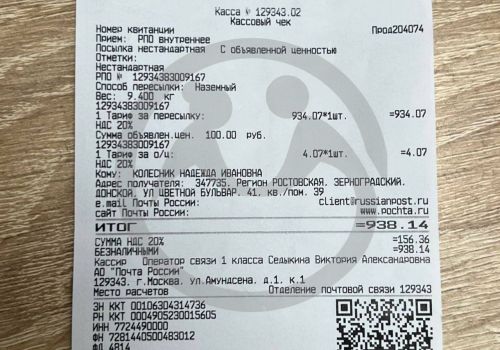 Касса № 129343.02
Кассовый чек
Номер квитанции Прод204074
Прием: РПО внутреннее
Посылка нестандартная С объявленной ценностью
Отметки:
Нестандартная
РПО № 12934383009167
Способ пересылки: Наземный
Вес: 9.400 кг
12934383009167
1 Тариф за пересылку: 934.07*1шт. =934.07
НДС 20%
Сумма объявлен.цен. 100.00 руб.
12934383009167
1 Тариф за о/ц: 4.07*1шт. =4.07
НДС 20%
Кому: КОЛЕСНИК НАДЕЖДА ИВАНОВНА
Адрес получателя: 347735. Регион РОСТОВСКАЯ, ЗЕРНОГРАДСКИЙ.
ДОНСКОЙ, УЛ ЦВЕТНОЙ БУЛЬВАР. 41. кв./пом. 39
e.mail Почты России: client@russianpost.ru
сайт Почты России: www.pochta.ru
ИТОГ =938.14
СУММА НДС 20% =156.36
БЕЗНАЛИЧНЫМИ =938.14
Кассир Оператор связи 1 класса Седыкина Виктория Александровна
АО "Почта России"
129343. г.Москва. ул.Амундсена. д.1. к.1
Место расчетов Отделение почтовой связи 129343
ЗН ККТ 00106304314736
РН ККТ 0004905230015605
ИНН 7724490000
ФН 7281440500483012
ФД 4814